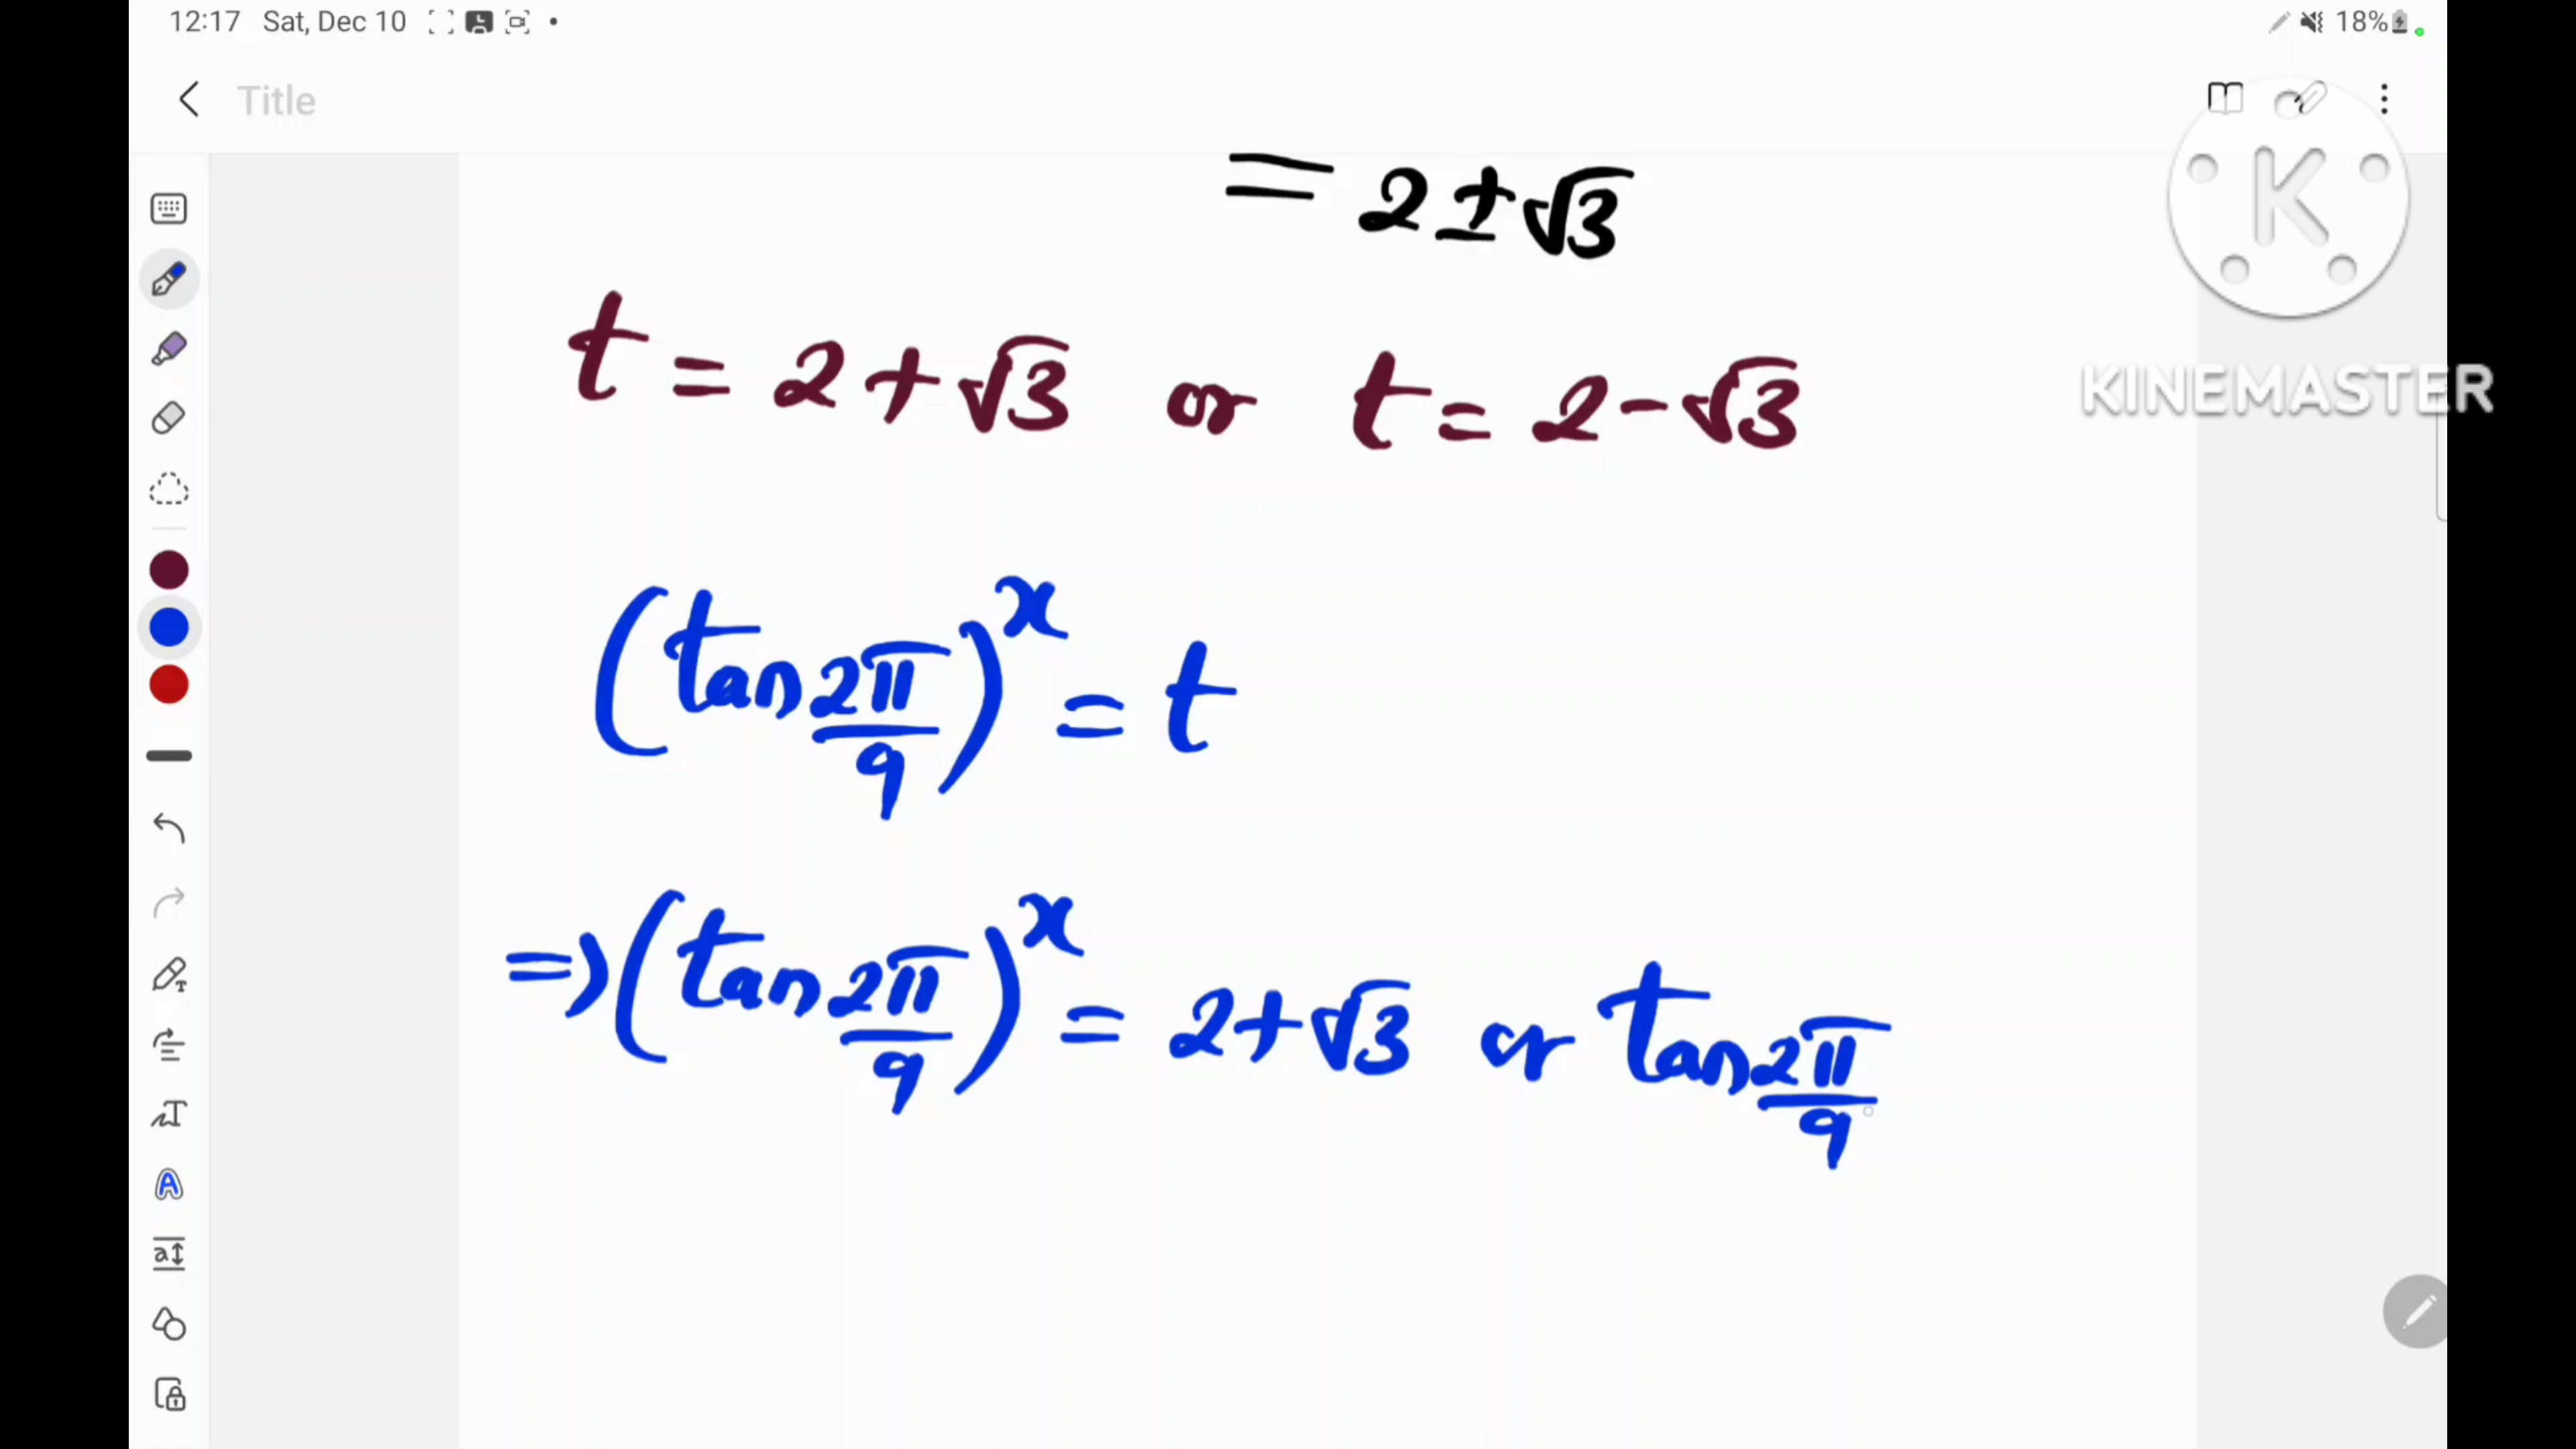 12:17 Sat, Dec 10
18%
Title
K
KINEMASTER
= 2 ± √3
t = 2 + √3 or t = 2 - √3
(tan 2π/9)^x = t
⇒ (tan 2π/9)^x = 2 + √3 or tan 2π/9